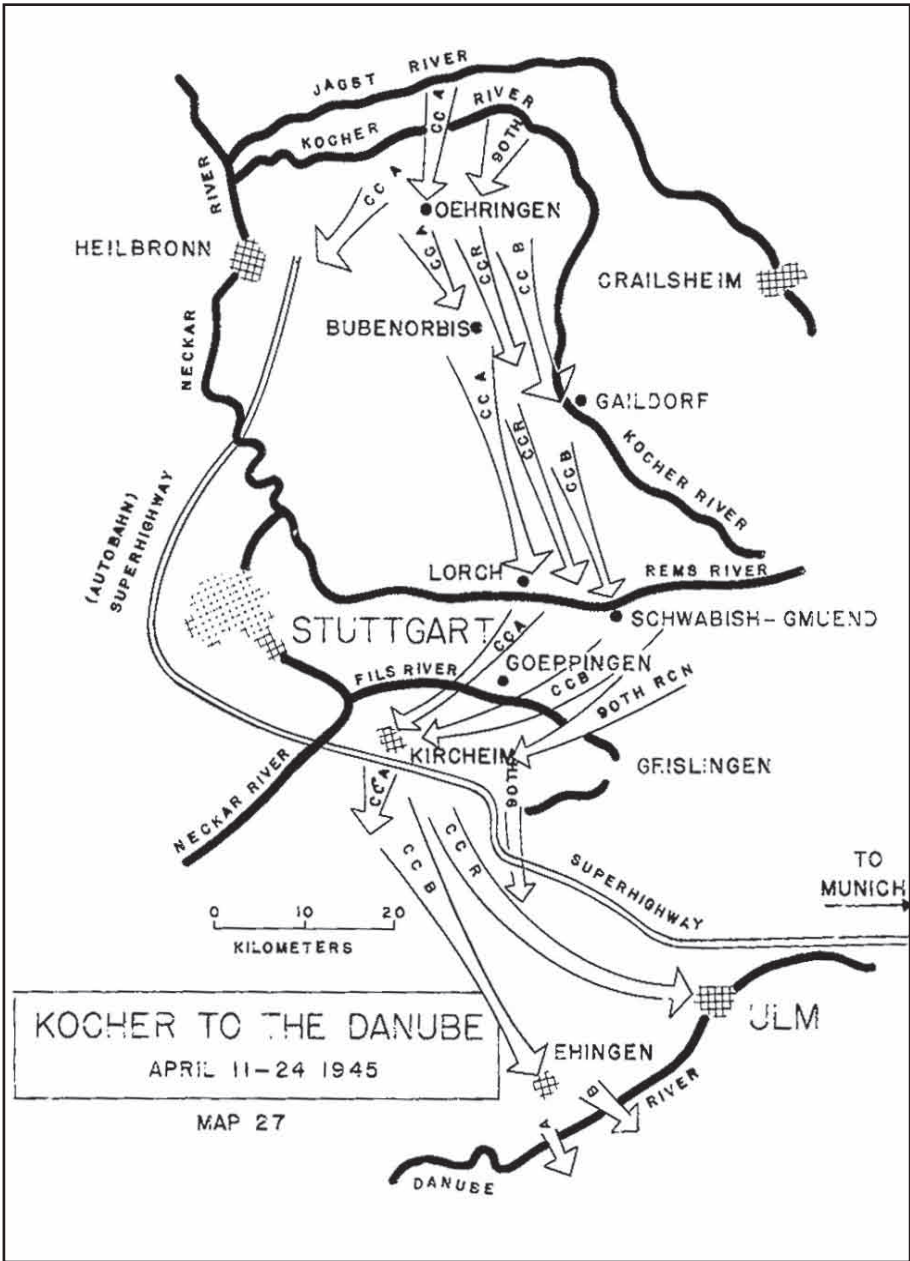 JAGST RIVER
CC A
KOCHER RIVER
90TH
RIVER
CC A
OEHRINGEN
HEILBRONN
CC A
CCR
CC B
CRAILSHEIM
BUBENORBIS
NECKAR
CC A
GAILDORF
CCR
CCB
KOCHER RIVER
(AUTOBAHN)
SUPERHIGHWAY
LORCH
REMS RIVER
SCHWABISH-GMUEND
STUTTGART
CCA
GOEPPINGEN
FILS RIVER
CCB
90TH RCN
KIRCHEIM
GEISLINGEN
CC A
90TH
NECKAR RIVER
CC B
CC R
SUPERHIGHWAY
TO
MUNICH
0 10 20
KILOMETERS
ULM
KOCHER TO THE DANUBE
APRIL 11-24 1945
EHINGEN
MAP 27
A
B
RIVER
DANUBE